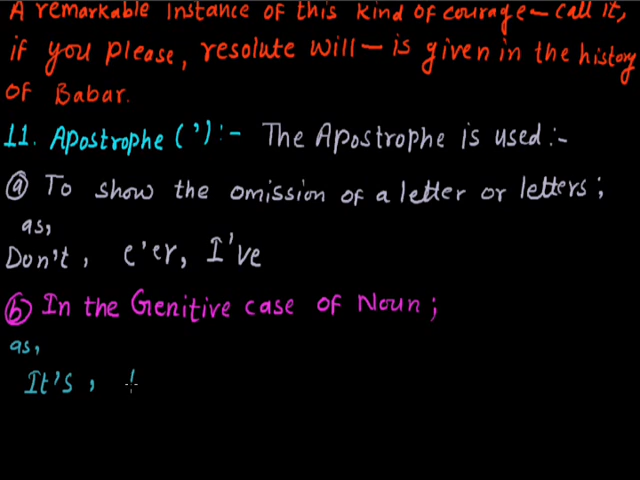 A remarkable instance of this kind of courage—call it,
if you please, resolute will—is given in the history
of Babar.
11. Apostrophe ('):- The Apostrophe is used:-
(a) To show the omission of a letter or letters;
as,
Don't, e'er, I've
(b) In the Genitive case of Noun;
as,
It's,